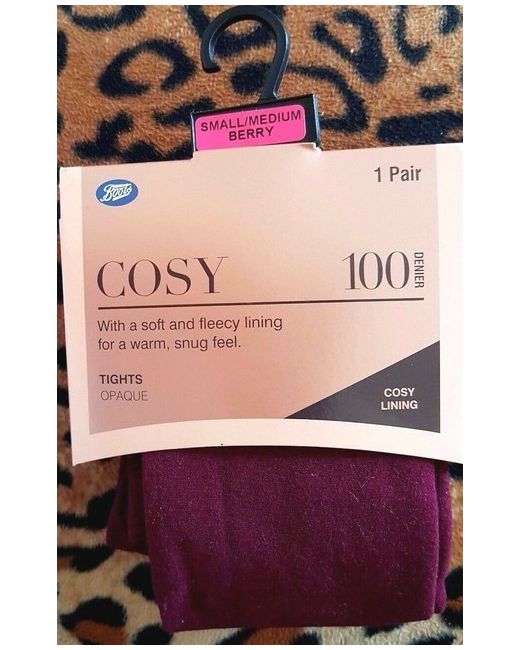 SMALL/MEDIUM
BERRY
1 Pair
Boots
COSY
100 DENIER
With a soft and fleecy lining
for a warm, snug feel.
TIGHTS
OPAQUE
COSY
LINING